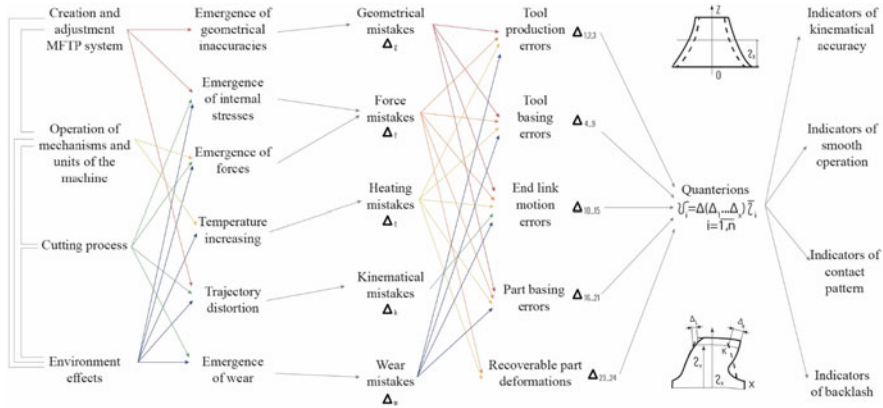 Creation and
adjustment
MFTP system
Operation of
mechanisms and
units of the
machine
Cutting process
Environment
effects
Emergence
of geometrical
inaccuracies
Emergence
of internal
stresses
Emergence of
forces
Temperature
increasing
Trajectory
distortion
Emergence
of wear
Geometrical
mistakes
Δg
Force
mistakes
Δf
Heating
mistakes
Δt
Kinematical
mistakes
Δk
Wear
mistakes
Δw
Tool
production
errors
Δ1,2,3
Tool
basing
errors
Δ4...9
End link
motion
errors
Δ10...15
Part basing
errors
Δ16...21
Recoverable part
deformations
Δ23...24
Z
0
Quanterions
i=1,n
K
X
Indicators of
kinematical
accuracy
Indicators of
smooth
operation
Indicators
of contact
pattern
Indicators
of backlash